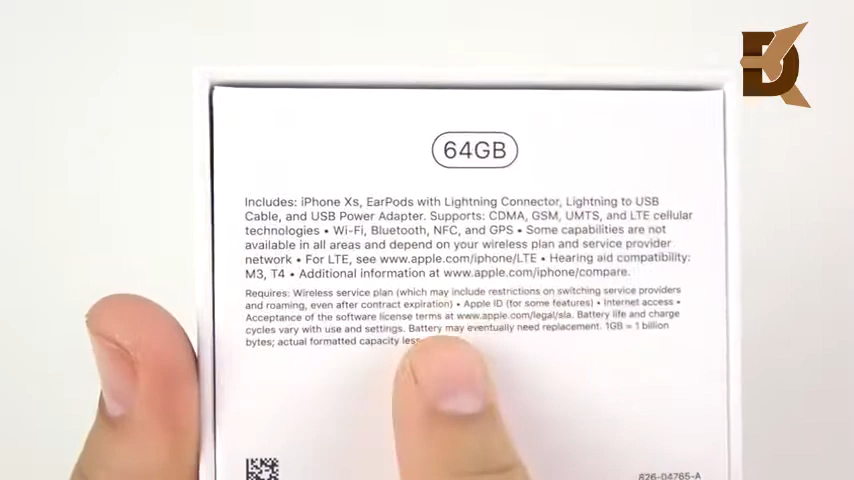 64GB
Includes: iPhone Xs, EarPods with Lightning Connector, Lightning to USB
Cable, and USB Power Adapter. Supports: CDMA, GSM, UMTS, and LTE cellular
technologies • Wi-Fi, Bluetooth, NFC, and GPS • Some capabilities are not
available in all areas and depend on your wireless plan and service provider
network • For LTE, see www.apple.com/iphone/LTE • Hearing aid compatibility:
M3, T4 • Additional information at www.apple.com/iphone/compare.
Requires: Wireless service plan (which may include restrictions on switching service providers
and roaming, even after contract expiration) • Apple ID (for some features) • Internet access •
Acceptance of the software license terms at www.apple.com/legal/sla. Battery life and charge
cycles vary with use and settings. Battery may eventually need replacement. 1GB = 1 billion
bytes; actual formatted capacity less
826-04765-A